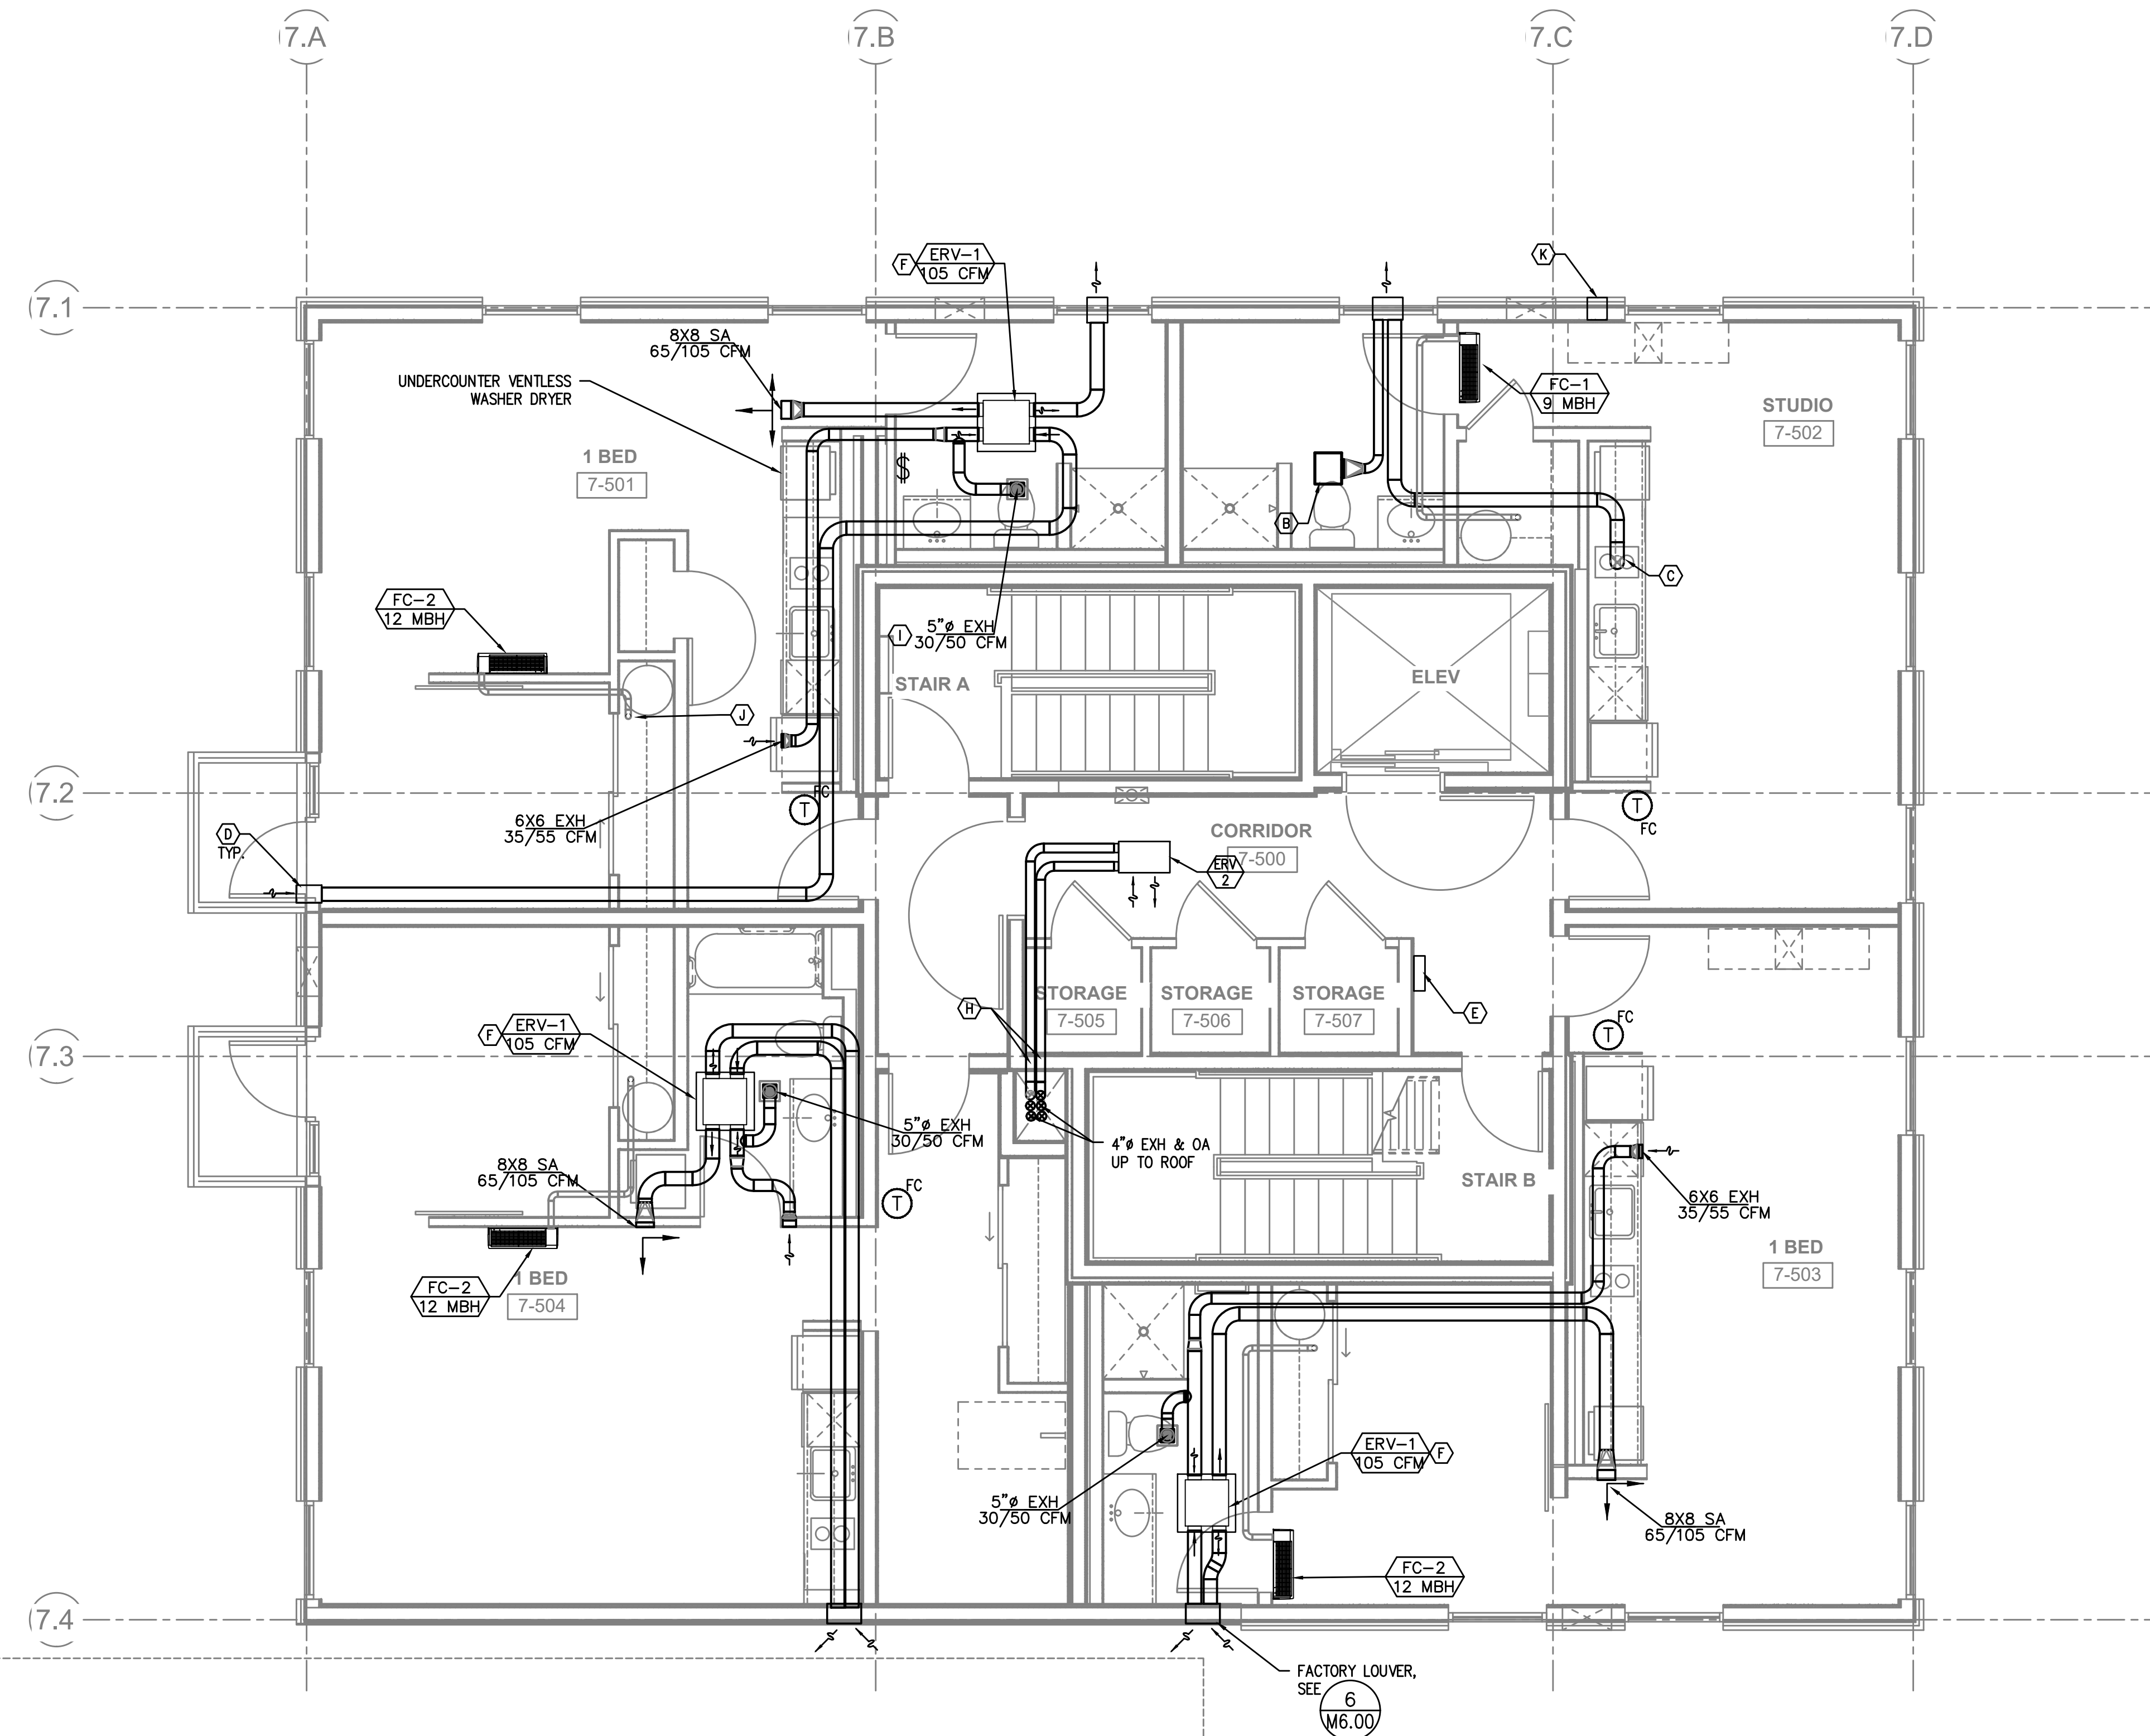 7.A
7.B
7.C
7.D
7.1
7.2
7.3
7.4
F
ERV-1
105 CFM
K
8X8 SA
65/105 CFM
UNDERCOUNTER VENTLESS
WASHER DRYER
FC-1
9 MBH
STUDIO
7-502
1 BED
7-501
$
B
C
FC-2
12 MBH
I
5"ø EXH
30/50 CFM
STAIR A
ELEV
J
FC
T
T
FC
6X6 EXH
35/55 CFM
D
TYP.
CORRIDOR
7-500
ERV
2
STORAGE
7-505
STORAGE
7-506
STORAGE
7-507
H
E
F
ERV-1
105 CFM
FC
T
5"ø EXH
30/50 CFM
4"ø EXH & OA
UP TO ROOF
8X8 SA
65/105 CFM
FC
T
STAIR B
6X6 EXH
35/55 CFM
1 BED
7-503
FC-2
12 MBH
1 BED
7-504
ERV-1
105 CFM
F
5"ø EXH
30/50 CFM
8X8 SA
65/105 CFM
FC-2
12 MBH
FACTORY LOUVER,
SEE
6
M6.00